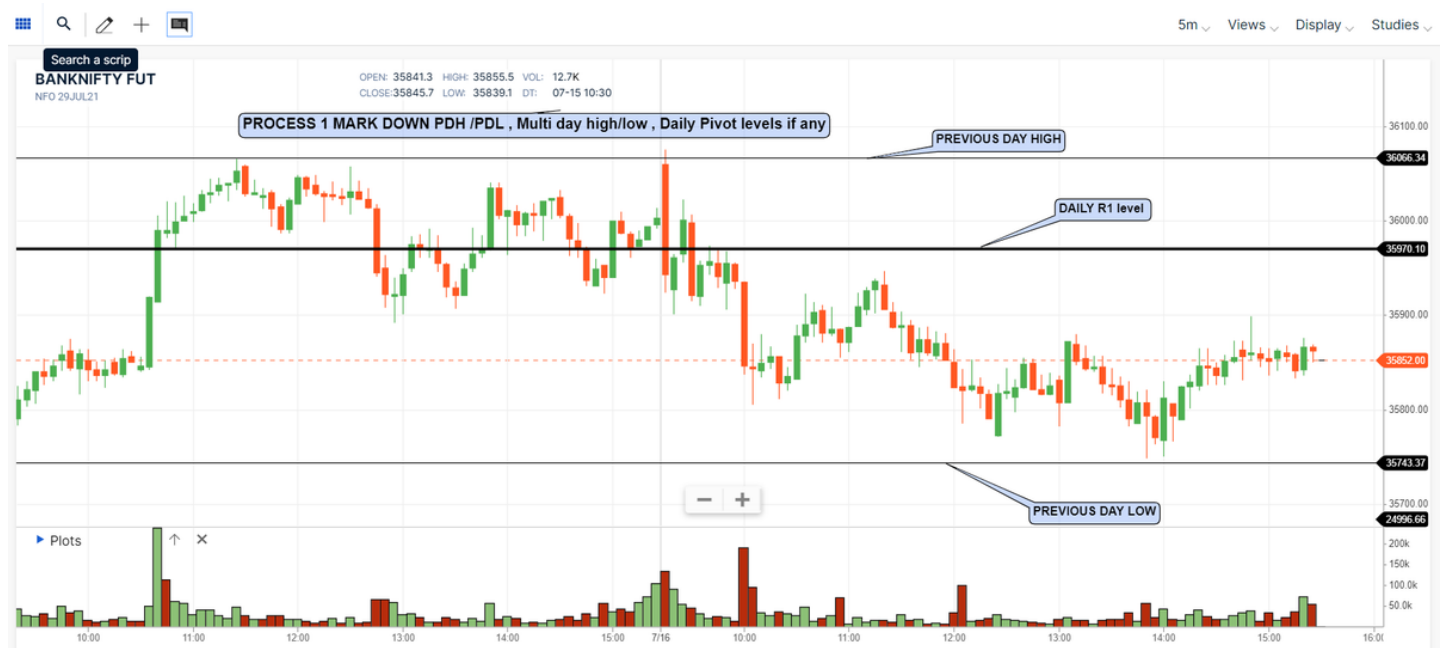 5m Views Display Studies
Search a scrip
BANKNIFTY FUT
NFO 29JUL21
OPEN: 35841.3 HIGH: 35855.5 VOL: 12.7K
CLOSE:35845.7 LOW: 35839.1 DT: 07-15 10:30
PROCESS 1 MARK DOWN PDH /PDL , Multi day high/low , Daily Pivot levels if any
36100.00
PREVIOUS DAY HIGH
36066.34
DAILY R1 level
36000.00
35970.10
35900.00
35852.00
35800.00
35743.37
PREVIOUS DAY LOW
35700.00
24996.66
Plots
200k
150k
100.0k
50.0k
10:00 11:00 12:00 13:00 14:00 15:00 7/16 10:00 11:00 12:00 13:00 14:00 15:00 16:0